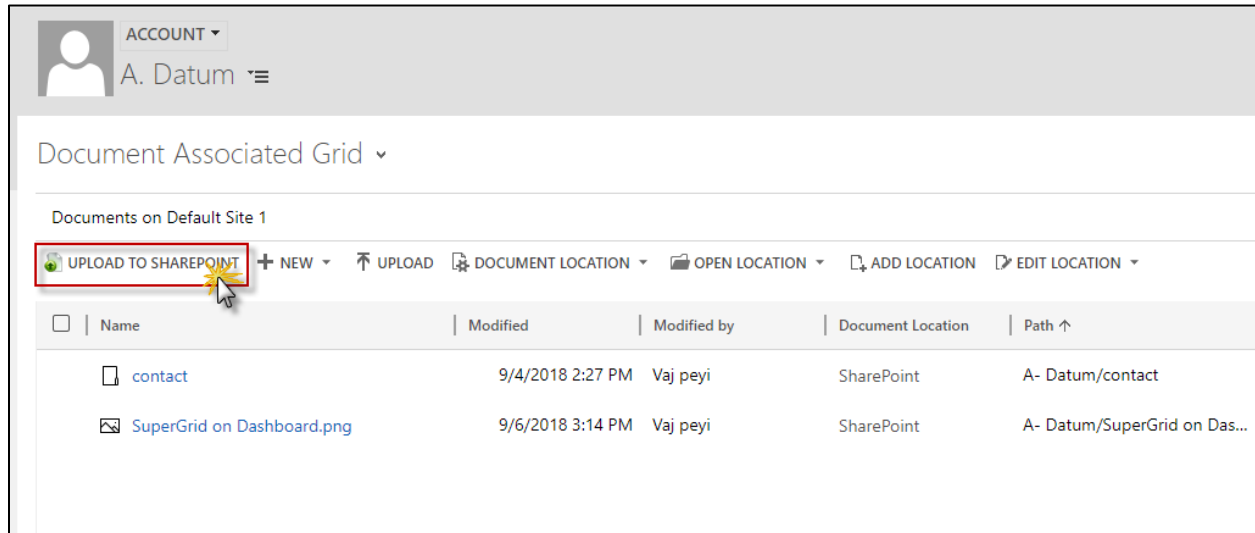 ACCOUNT
A. Datum
Document Associated Grid
Documents on Default Site 1
UPLOAD TO SHAREPOINT NEW UPLOAD DOCUMENT LOCATION OPEN LOCATION ADD LOCATION EDIT LOCATION
Name Modified Modified by Document Location Path ↑
contact 9/4/2018 2:27 PM Vaj peyi SharePoint A- Datum/contact
SuperGrid on Dashboard.png 9/6/2018 3:14 PM Vaj peyi SharePoint A- Datum/SuperGrid on Das...